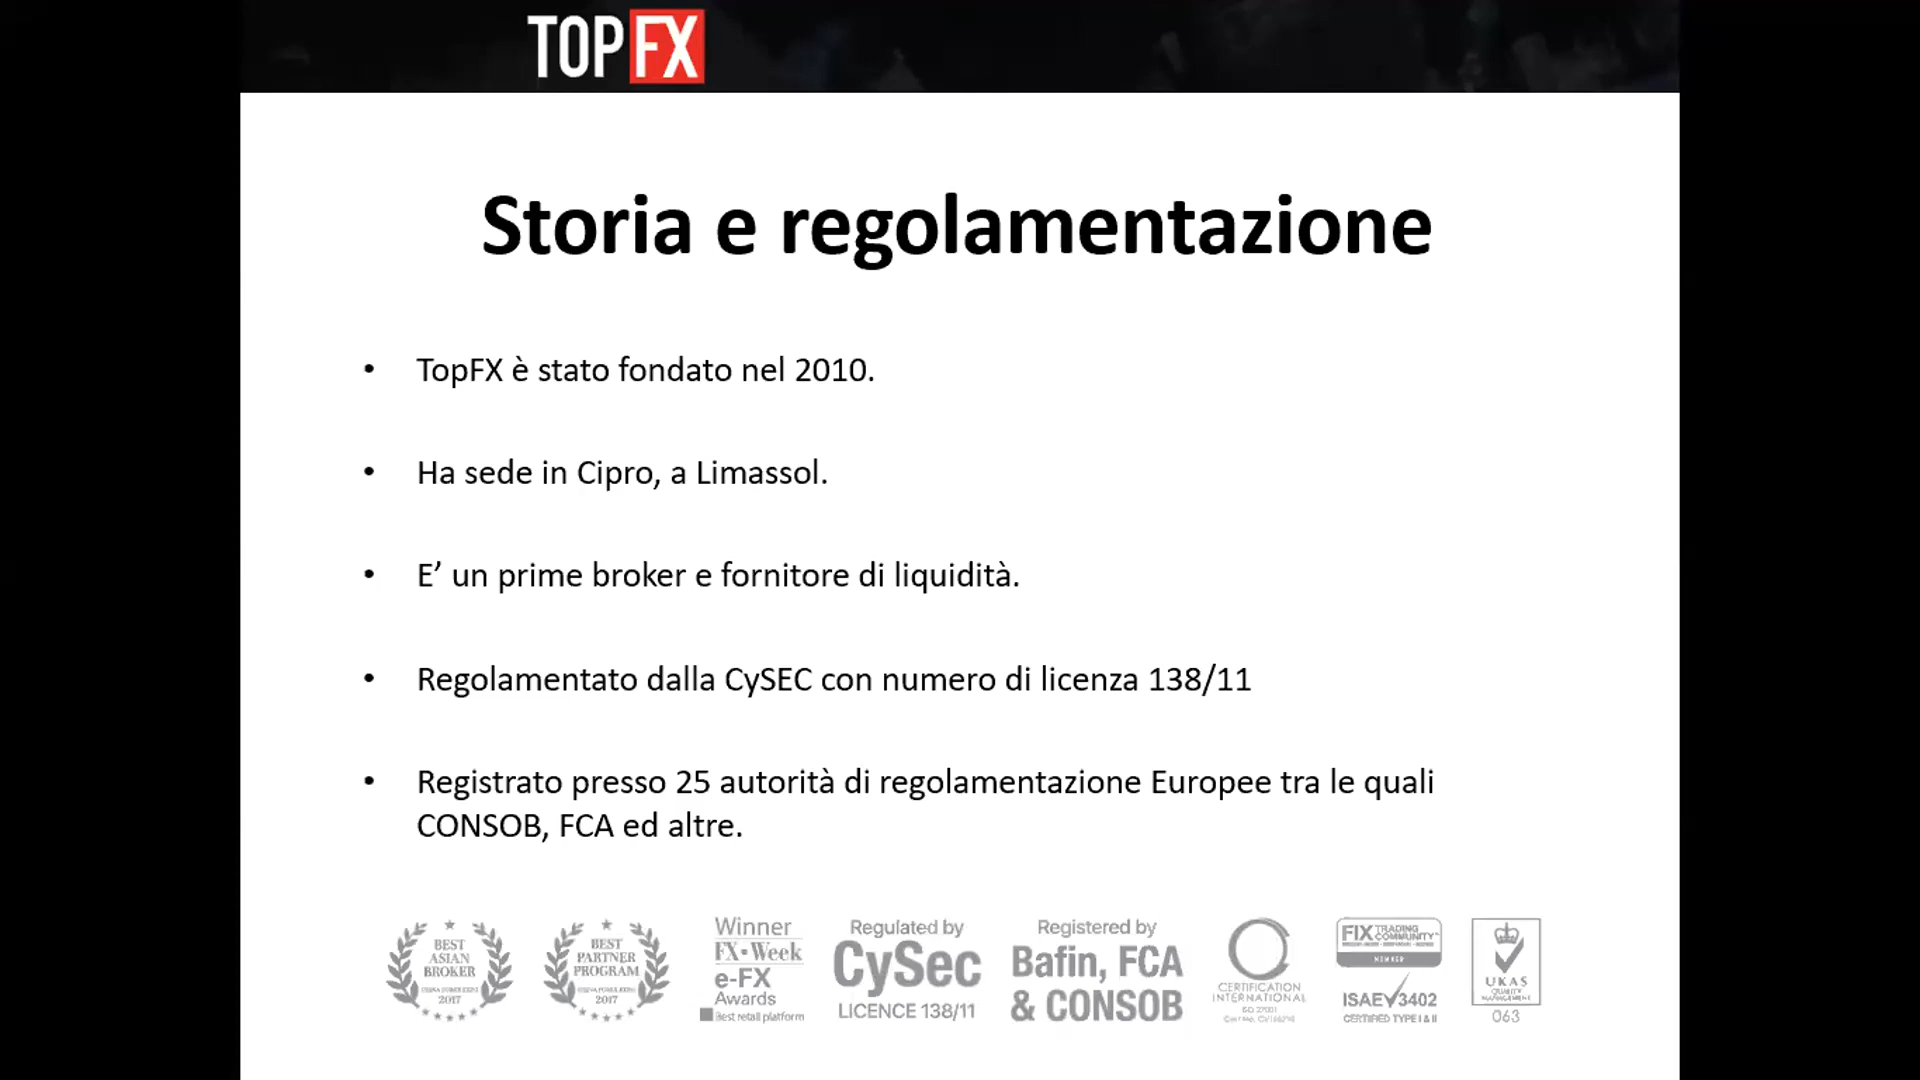 TOPFX
Storia e regolamentazione
• TopFX è stato fondato nel 2010.
• Ha sede in Cipro, a Limassol.
• E’ un prime broker e fornitore di liquidità.
• Regolamentato dalla CySEC con numero di licenza 138/11
• Registrato presso 25 autorità di regolamentazione Europee tra le quali
CONSOB, FCA ed altre.
BEST
ASIAN
BROKER
2017
BEST
PARTNER
PROGRAM
2017
Winner
FX•Week
e-FX
Awards
Best retail platform
Regulated by
CySec
LICENCE 138/11
Registered by
Bafin, FCA
& CONSOB
CERTIFICATION
INTERNATIONAL
ISO 27001
FIX TRADING
COMMUNITY™
MEMBER
ISAE 3402
CERTIFIED TYPE I & II
UKAS
QUALITY
MANAGEMENT
063